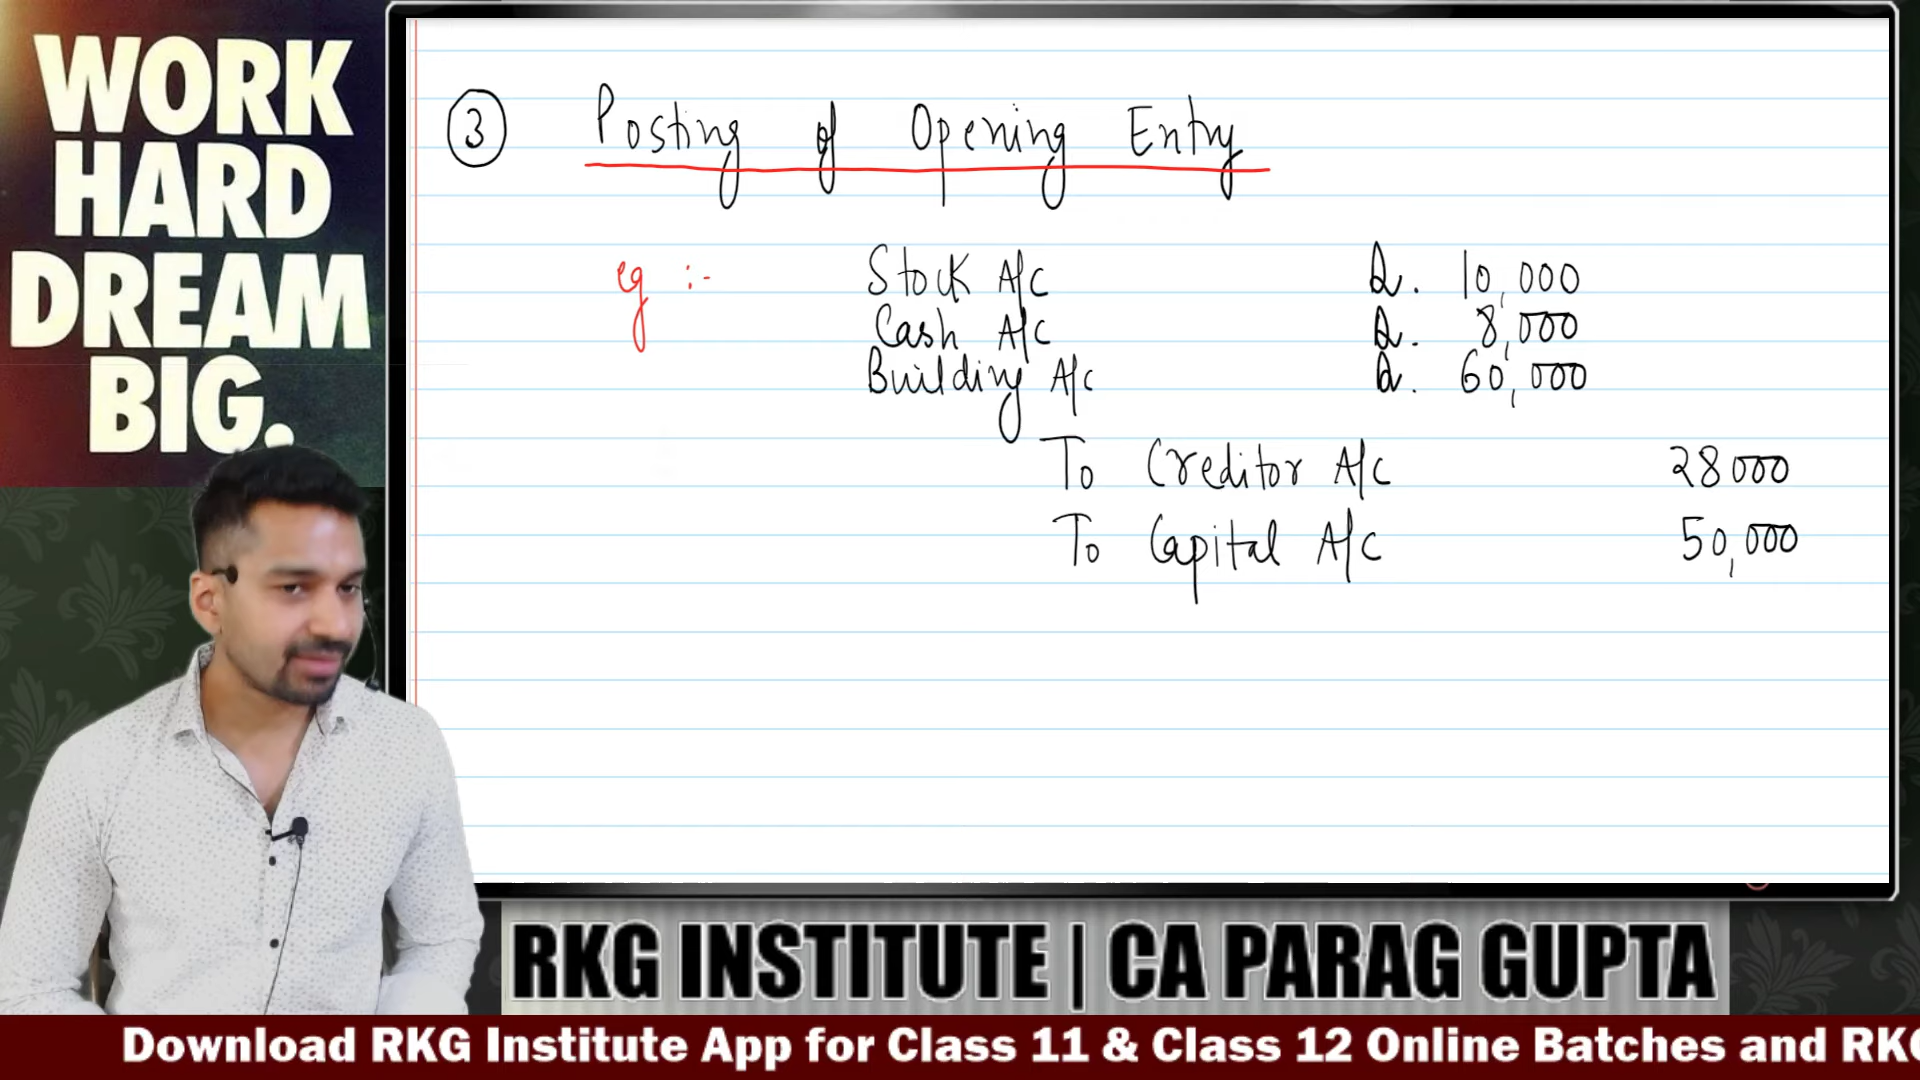 WORK
HARD
DREAM
BIG.
3 Posting of Opening Entry
eg :- Stock A/c Dr. 10,000
Cash A/c Dr. 8,000
Building A/c Dr. 60,000
To Creditor A/c 28000
To Capital A/c 50,000
RKG INSTITUTE | CA PARAG GUPTA
Download RKG Institute App for Class 11 & Class 12 Online Batches and RKG